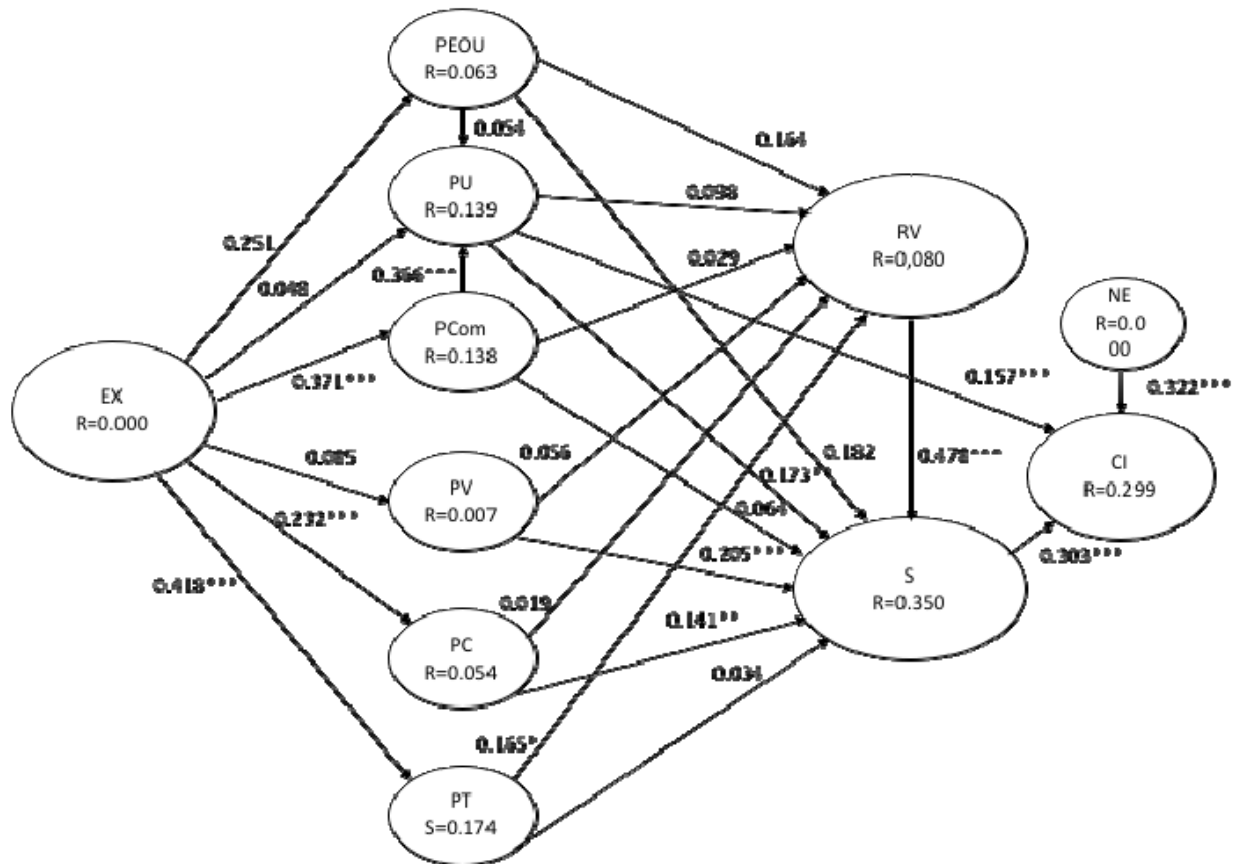 PEOU
R=0.063
0.054
0.164
PU
R=0.139
0.098
0.251
0.048
0.366***
0.029
RV
R=0,080
NE
R=0.0
00
PCom
R=0.138
0.371***
0.157***
0.322***
EX
R=0.000
0.085
0.056
0.173**
0.182
0.478***
CI
R=0.299
PV
R=0.007
0.064
0.232***
0.205***
0.303***
0.418***
S
R=0.350
0.019
0.141**
PC
R=0.054
0.034
0.165*
PT
S=0.174